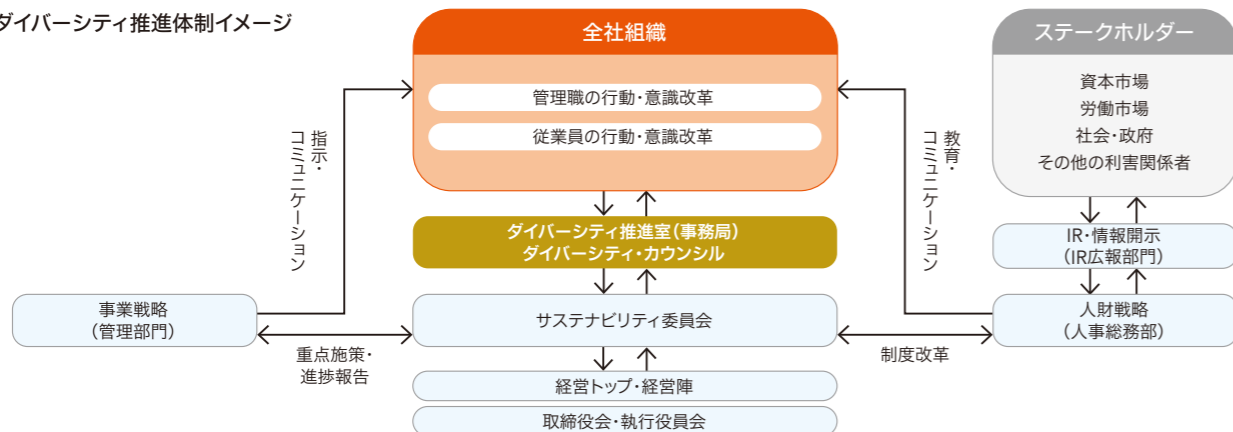 ダイバーシティ推進体制イメージ
全社組織
管理職の行動・意識改革
従業員の行動・意識改革
ステークホルダー
資本市場
労働市場
社会・政府
その他の利害関係者
指示・
コミュニケーション
教育・
コミュニケーション
ダイバーシティ推進室(事務局)
ダイバーシティ・カウンシル
IR・情報開示
(IR広報部門)
事業戦略
(管理部門)
サステナビリティ委員会
人財戦略
(人事総務部)
重点施策・
進捗報告
制度改革
経営トップ・経営陣
取締役会・執行役員会